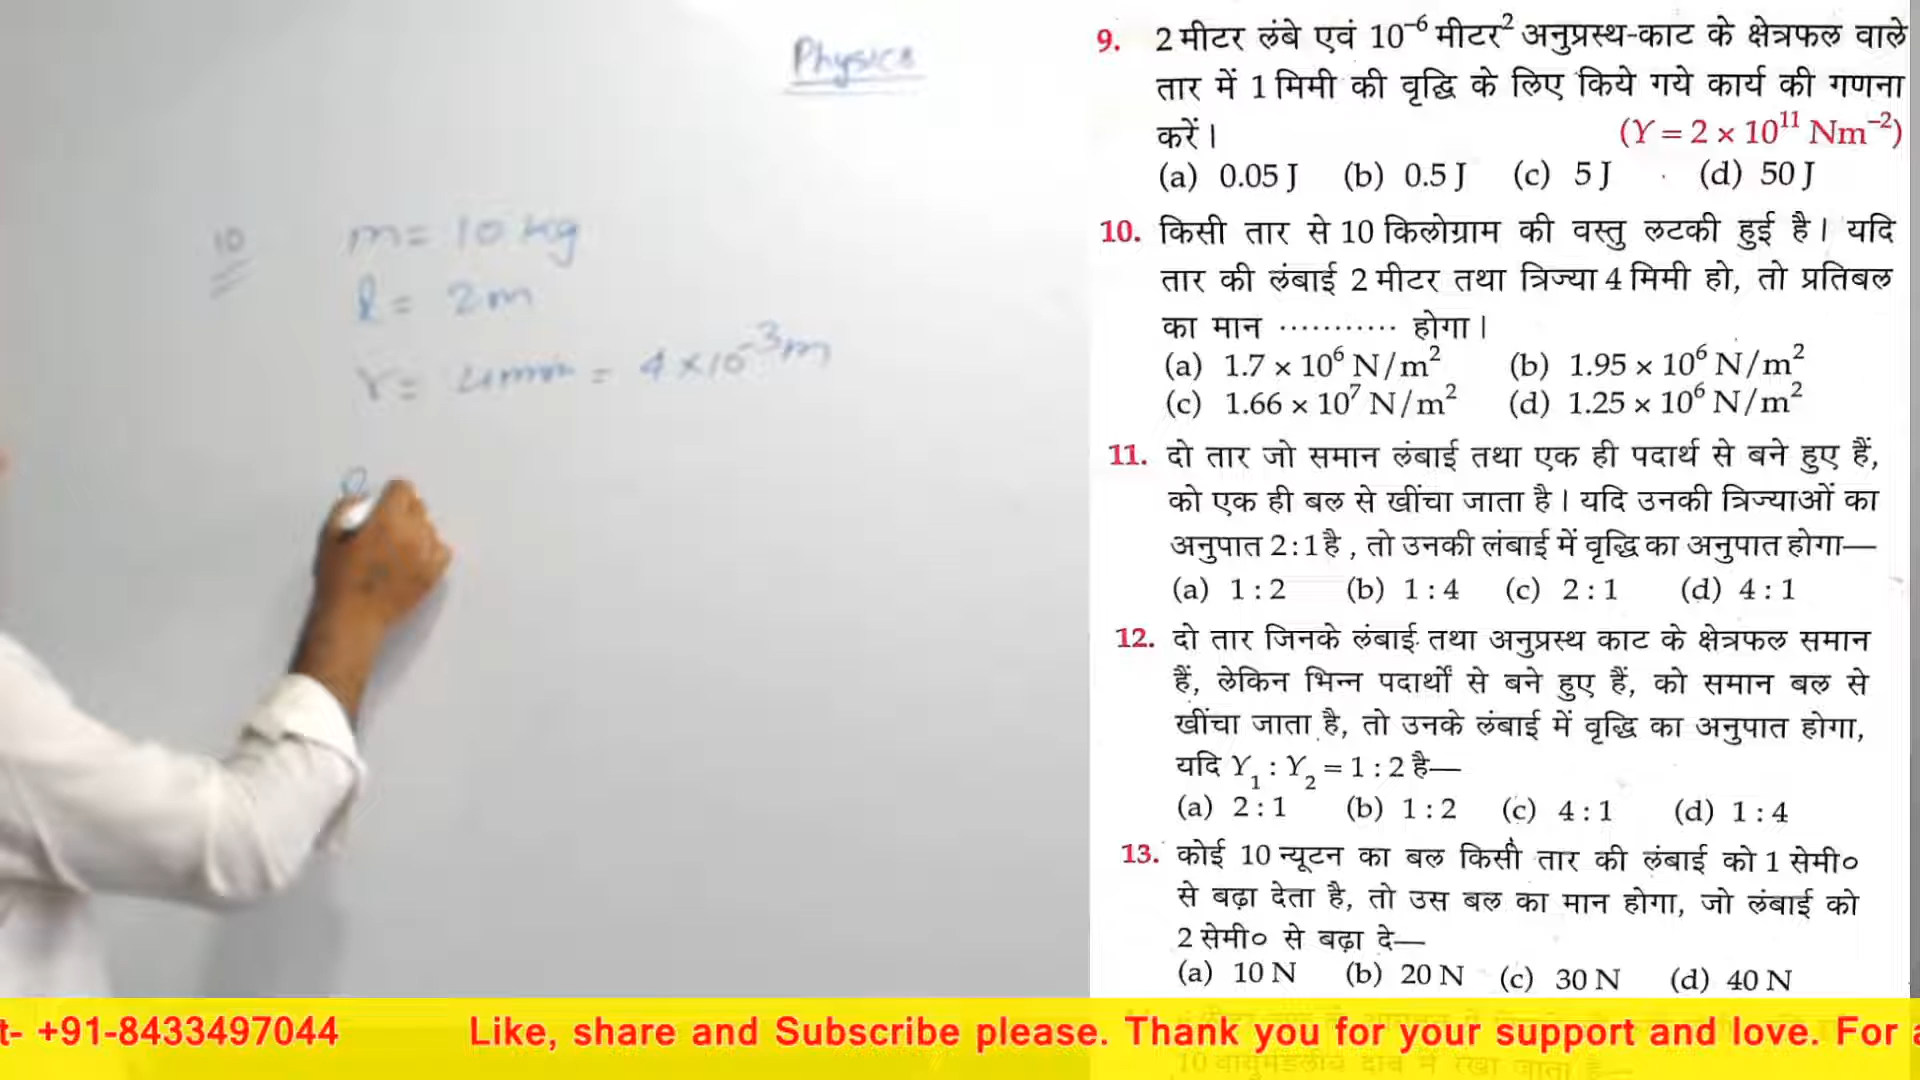 Physics
10 m = 10 kg
l = 2m
r = 4mm = 4 × 10⁻³ m
9. 2 मीटर लंबे एवं 10⁻⁶ मीटर² अनुप्रस्थ-काट के क्षेत्रफल वाले
तार में 1 मिमी की वृद्धि के लिए किये गये कार्य की गणना
करें। (Y = 2 × 10¹¹ Nm⁻²)
(a) 0.05 J (b) 0.5 J (c) 5 J (d) 50 J
10. किसी तार से 10 किलोग्राम की वस्तु लटकी हुई है। यदि
तार की लंबाई 2 मीटर तथा त्रिज्या 4 मिमी हो, तो प्रतिबल
का मान ........... होगा।
(a) 1.7 × 10⁶ N/m² (b) 1.95 × 10⁶ N/m²
(c) 1.66 × 10⁷ N/m² (d) 1.25 × 10⁶ N/m²
11. दो तार जो समान लंबाई तथा एक ही पदार्थ से बने हुए हैं,
को एक ही बल से खींचा जाता है। यदि उनकी त्रिज्याओं का
अनुपात 2:1 है, तो उनकी लंबाई में वृद्धि का अनुपात होगा—
(a) 1 : 2 (b) 1 : 4 (c) 2 : 1 (d) 4 : 1
12. दो तार जिनके लंबाई तथा अनुप्रस्थ काट के क्षेत्रफल समान
हैं, लेकिन भिन्न पदार्थों से बने हुए हैं, को समान बल से
खींचा जाता है, तो उनके लंबाई में वृद्धि का अनुपात होगा,
यदि Y₁ : Y₂ = 1 : 2 है—
(a) 2 : 1 (b) 1 : 2 (c) 4 : 1 (d) 1 : 4
13. कोई 10 न्यूटन का बल किसी तार की लंबाई को 1 सेमी०
से बढ़ा देता है, तो उस बल का मान होगा, जो लंबाई को
2 सेमी० से बढ़ा दे—
(a) 10 N (b) 20 N (c) 30 N (d) 40 N
t- +91-8433497044 Like, share and Subscribe please. Thank you for your support and love. For a
10 वायुमंडलीय दाब में रखा जाता है—